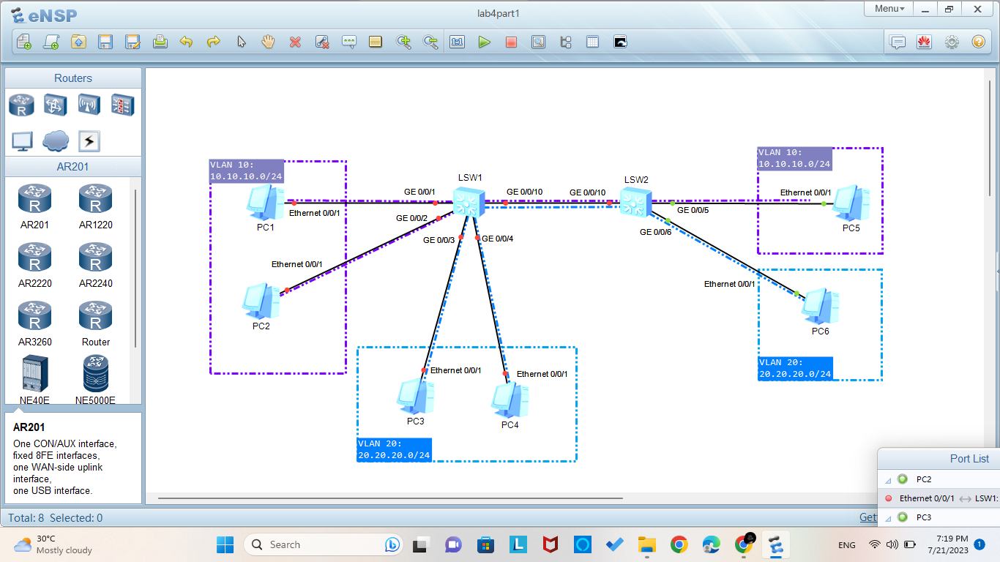 eNSP
lab4part1
Menu
Routers
R
AR201
R
R
AR201
AR1220
R
R
AR2220
AR2240
R
R
AR3260
Router
NE40E
NE5000E
AR201
One CON/AUX interface,
fixed 8FE interfaces,
one WAN-side uplink
interface,
one USB interface.
VLAN 10:
10.10.10.0/24
PC1
Ethernet 0/0/1
PC2
Ethernet 0/0/1
LSW1
GE 0/0/1
GE 0/0/2
GE 0/0/3
GE 0/0/4
GE 0/0/10
LSW2
GE 0/0/10
GE 0/0/5
GE 0/0/6
VLAN 10:
10.10.10.0/24
Ethernet 0/0/1
PC5
Ethernet 0/0/1
PC6
VLAN 20:
20.20.20.0/24
Ethernet 0/0/1
PC3
Ethernet 0/0/1
PC4
VLAN 20:
20.20.20.0/24
Port List
PC2
Ethernet 0/0/1 LSW1:
PC3
Total: 8 Selected: 0
Get
30°C
Mostly cloudy
Search
L
ENG
7:19 PM
7/21/2023
1